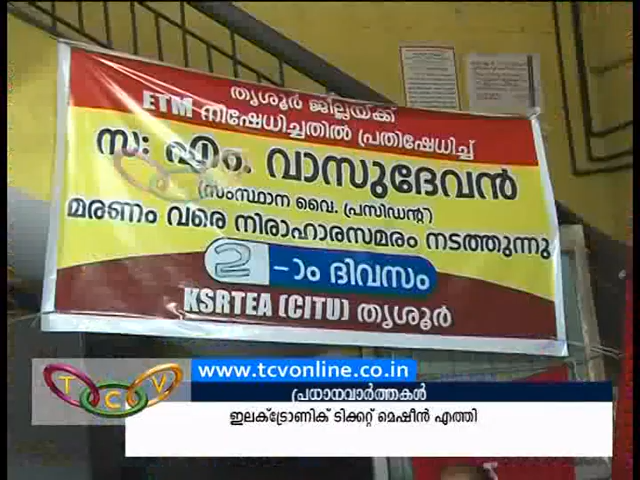 തൃശൂർ ജില്ലയ്ക്ക്
ETM നിഷേധിച്ചതിൽ പ്രതിഷേധിച്ച്
സ: എം. വാസുദേവൻ
(സംസ്ഥാന വൈ. പ്രസിഡന്റ്)
മരണം വരെ നിരാഹാരസമരം നടത്തുന്നു
2 -ാം ദിവസം
KSRTEA (CITU) തൃശൂർ
TCV
www.tcvonline.co.in
പ്രധാനവാർത്തകൾ
ഇലക്ട്രോണിക് ടിക്കറ്റ് മെഷീൻ എത്തി